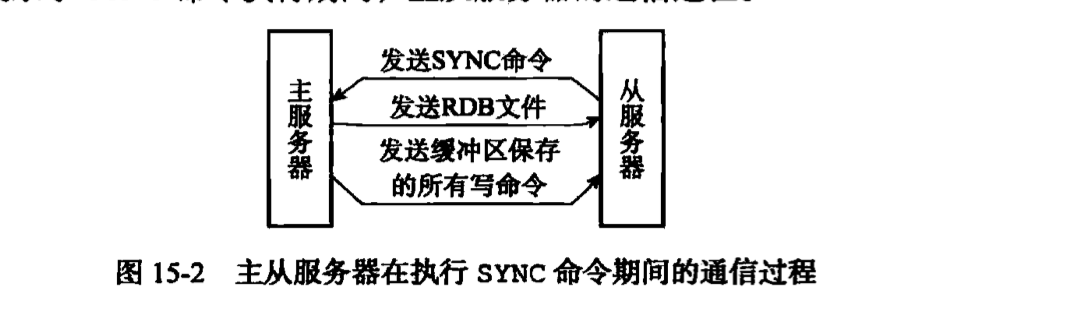 主服务器
发送SYNC命令
发送RDB文件
发送缓冲区保存
的所有写命令
从服务器
图 15-2 主从服务器在执行 SYNC 命令期间的通信过程